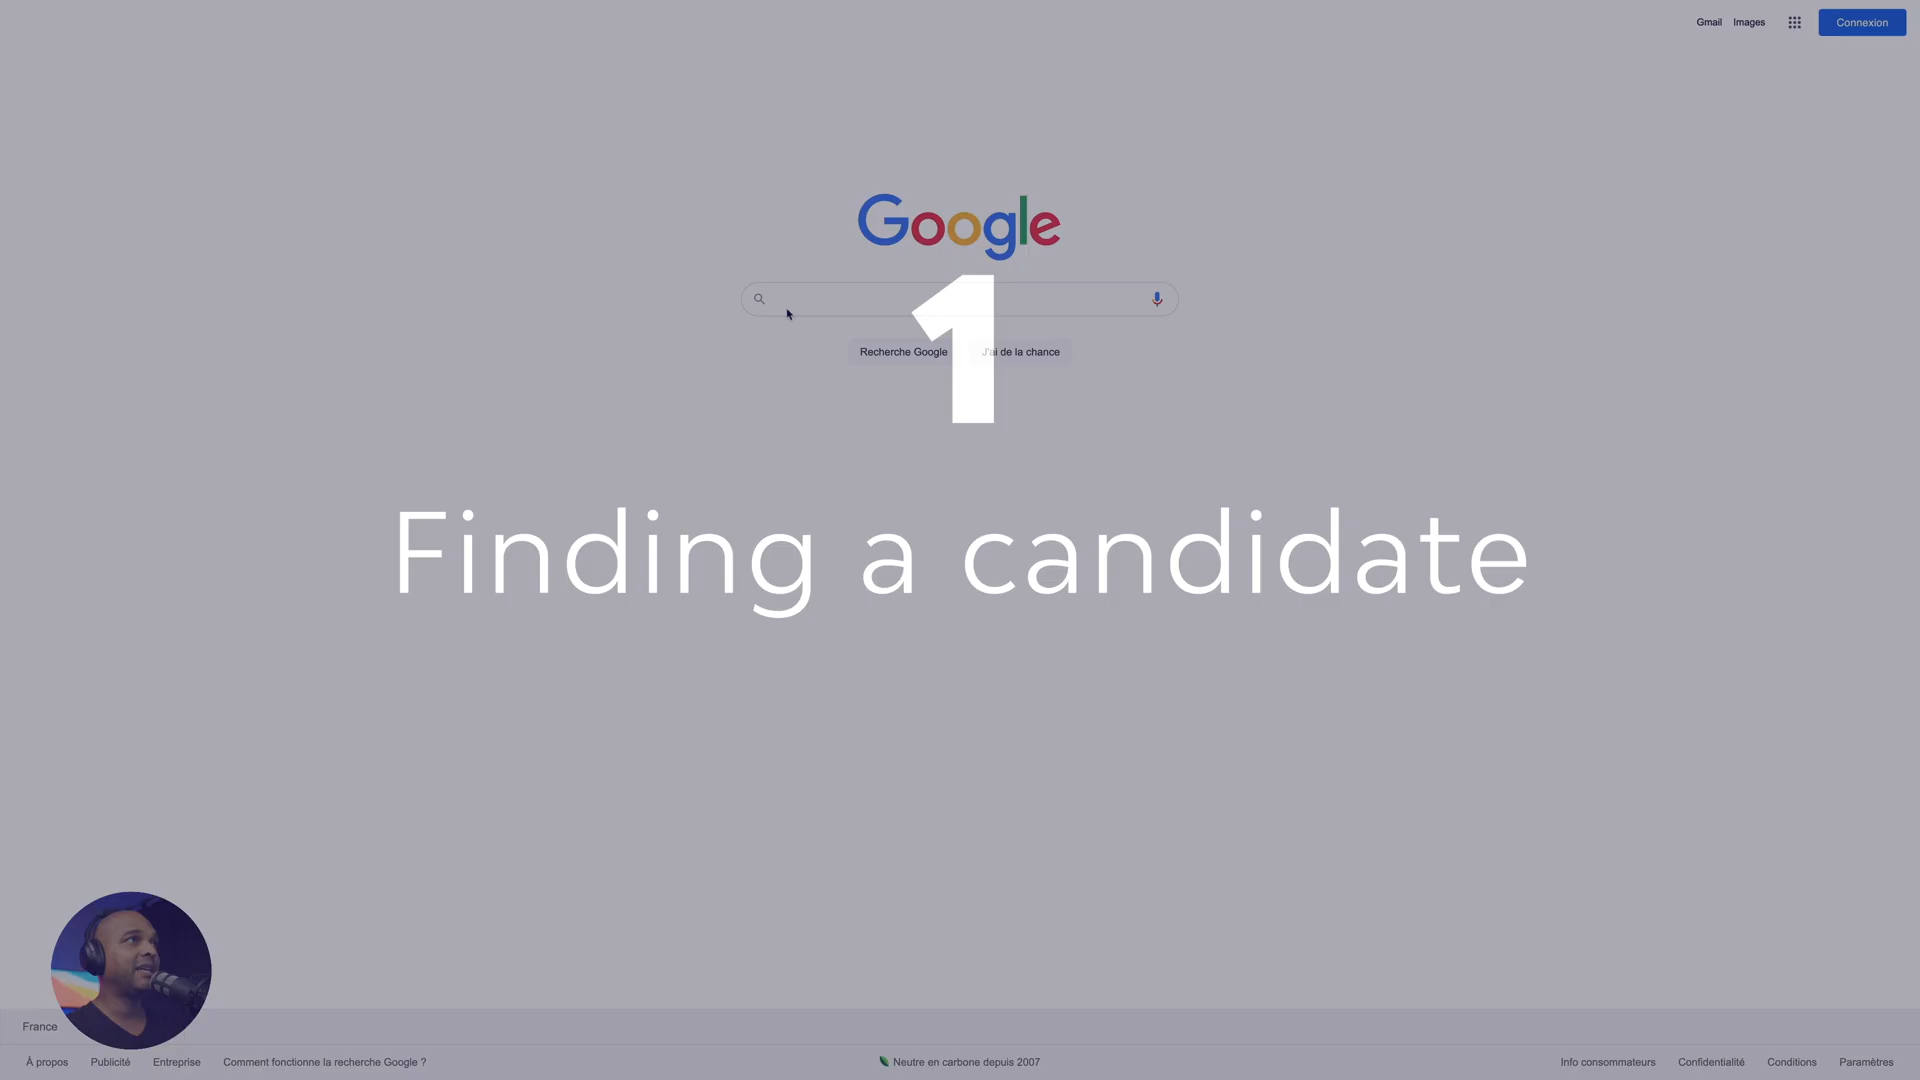 Gmail Images Connexion
Google
1
Recherche Google J'ai de la chance
Finding a candidate
France
À propos Publicité Entreprise Comment fonctionne la recherche Google ? Neutre en carbone depuis 2007 Info consommateurs Confidentialité Conditions Paramètres